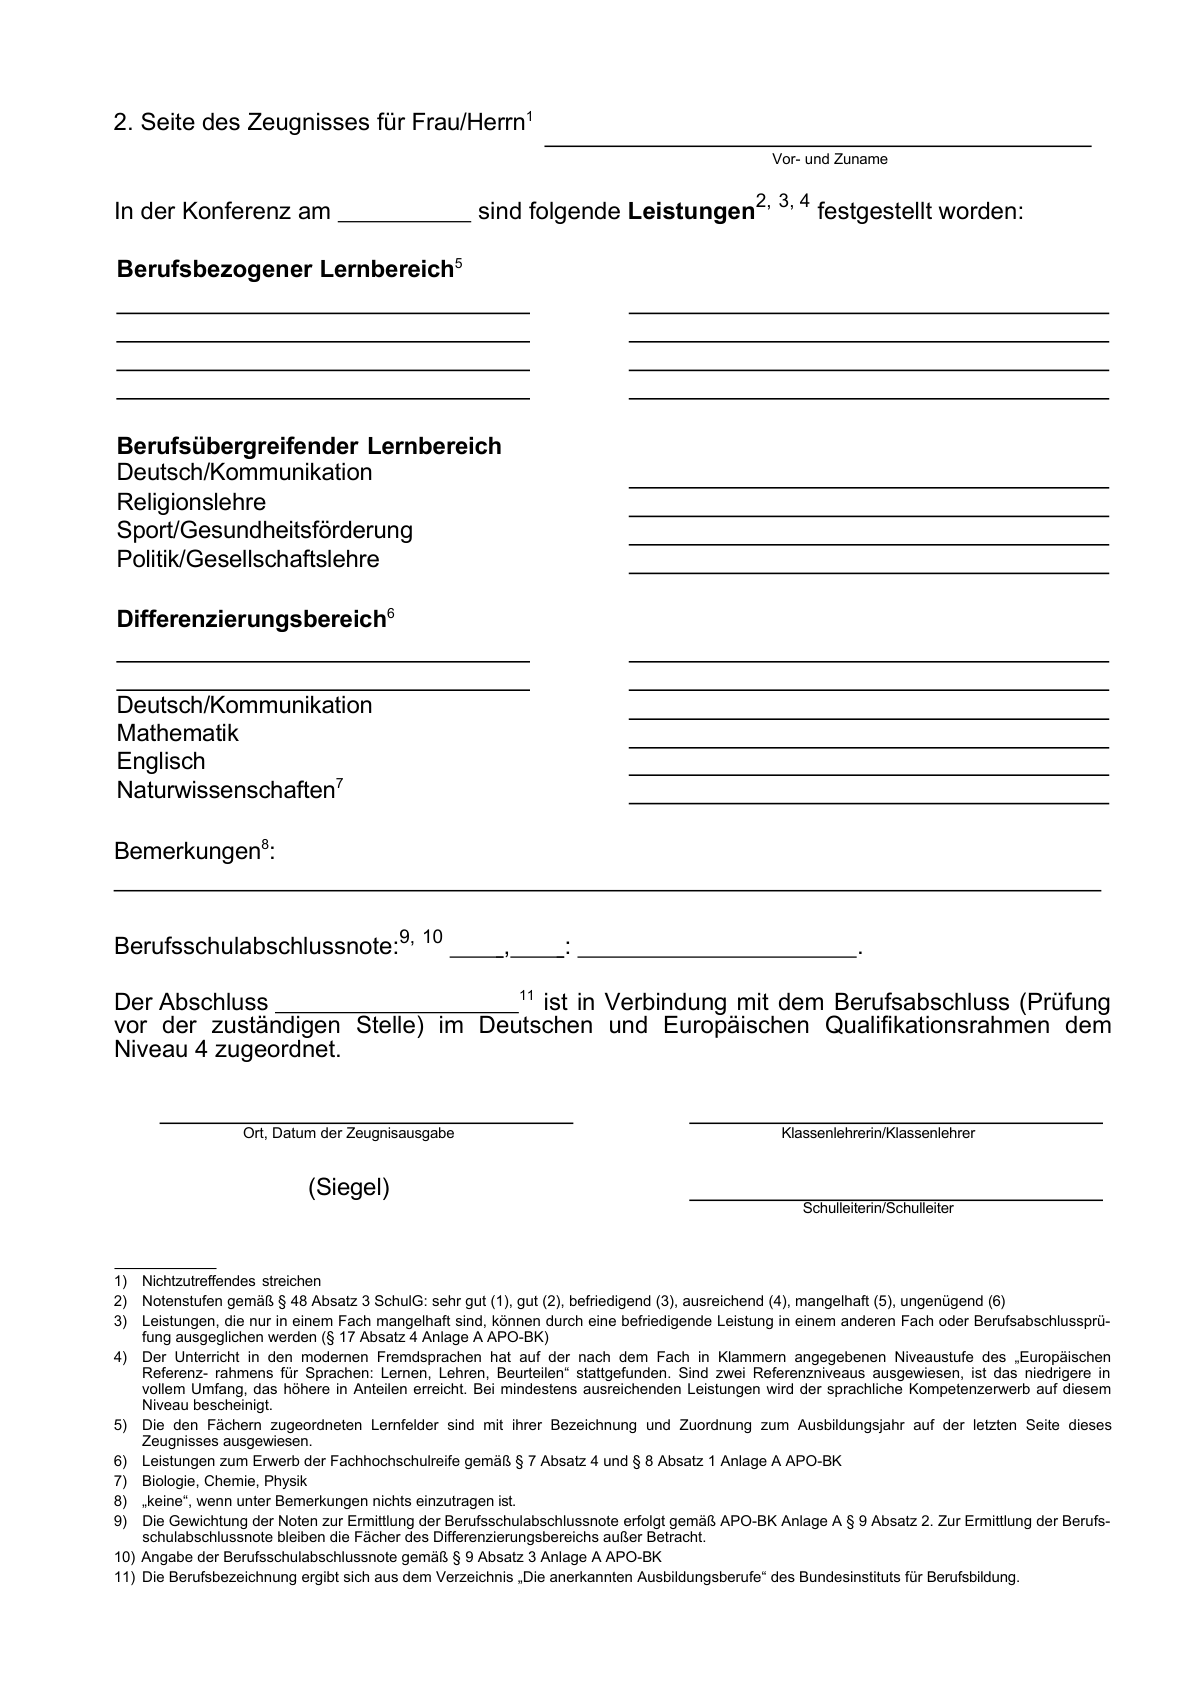 2. Seite des Zeugnisses für Frau/Herrn1
Vor- und Zuname
In der Konferenz am __________ sind folgende Leistungen2, 3, 4 festgestellt worden:
Berufsbezogener Lernbereich5
Berufsübergreifender Lernbereich
Deutsch/Kommunikation
Religionslehre
Sport/Gesundheitsförderung
Politik/Gesellschaftslehre
Differenzierungsbereich6
Deutsch/Kommunikation
Mathematik
Englisch
Naturwissenschaften7
Bemerkungen8:
Berufsschulabschlussnote:9, 10 ____,____: _____________________.
Der Abschluss __________________11 ist in Verbindung mit dem Berufsabschluss (Prüfung
vor der zuständigen Stelle) im Deutschen und Europäischen Qualifikationsrahmen dem
Niveau 4 zugeordnet.
Ort, Datum der Zeugnisausgabe
Klassenlehrerin/Klassenlehrer
(Siegel)
Schulleiterin/Schulleiter
1) Nichtzutreffendes streichen
2) Notenstufen gemäß § 48 Absatz 3 SchulG: sehr gut (1), gut (2), befriedigend (3), ausreichend (4), mangelhaft (5), ungenügend (6)
3) Leistungen, die nur in einem Fach mangelhaft sind, können durch eine befriedigende Leistung in einem anderen Fach oder Berufsabschlussprü-
fung ausgeglichen werden (§ 17 Absatz 4 Anlage A APO-BK)
4) Der Unterricht in den modernen Fremdsprachen hat auf der nach dem Fach in Klammern angegebenen Niveaustufe des „Europäischen
Referenz- rahmens für Sprachen: Lernen, Lehren, Beurteilen“ stattgefunden. Sind zwei Referenzniveaus ausgewiesen, ist das niedrigere in
vollem Umfang, das höhere in Anteilen erreicht. Bei mindestens ausreichenden Leistungen wird der sprachliche Kompetenzerwerb auf diesem
Niveau bescheinigt.
5) Die den Fächern zugeordneten Lernfelder sind mit ihrer Bezeichnung und Zuordnung zum Ausbildungsjahr auf der letzten Seite dieses
Zeugnisses ausgewiesen.
6) Leistungen zum Erwerb der Fachhochschulreife gemäß § 7 Absatz 4 und § 8 Absatz 1 Anlage A APO-BK
7) Biologie, Chemie, Physik
8) „keine“, wenn unter Bemerkungen nichts einzutragen ist.
9) Die Gewichtung der Noten zur Ermittlung der Berufsschulabschlussnote erfolgt gemäß APO-BK Anlage A § 9 Absatz 2. Zur Ermittlung der Berufs-
schulabschlussnote bleiben die Fächer des Differenzierungsbereichs außer Betracht.
10) Angabe der Berufsschulabschlussnote gemäß § 9 Absatz 3 Anlage A APO-BK
11) Die Berufsbezeichnung ergibt sich aus dem Verzeichnis „Die anerkannten Ausbildungsberufe“ des Bundesinstituts für Berufsbildung.